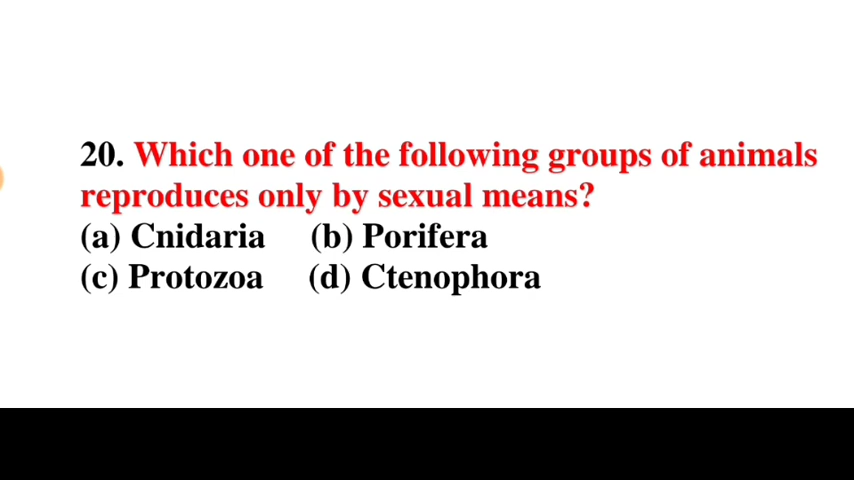 20. Which one of the following groups of animals
reproduces only by sexual means?
(a) Cnidaria (b) Porifera
(c) Protozoa (d) Ctenophora